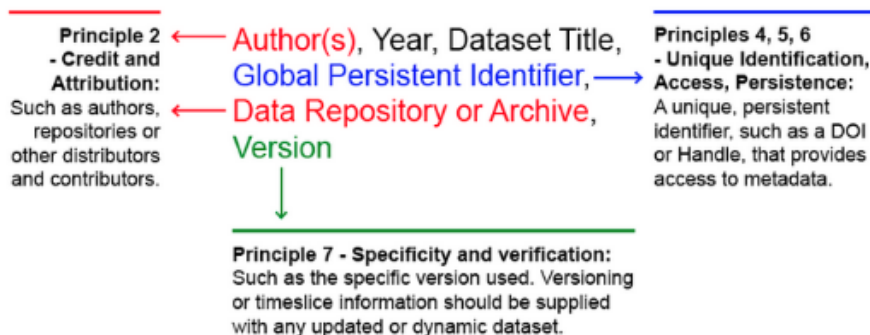 Principle 2
- Credit and
Attribution:
Such as authors,
repositories or
other distributors
and contributors.
Author(s), Year, Dataset Title,
Global Persistent Identifier,
Data Repository or Archive,
Version
Principles 4, 5, 6
- Unique Identification,
Access, Persistence:
A unique, persistent
identifier, such as a DOI
or Handle, that provides
access to metadata.
Principle 7 - Specificity and verification:
Such as the specific version used. Versioning
or timeslice information should be supplied
with any updated or dynamic dataset.